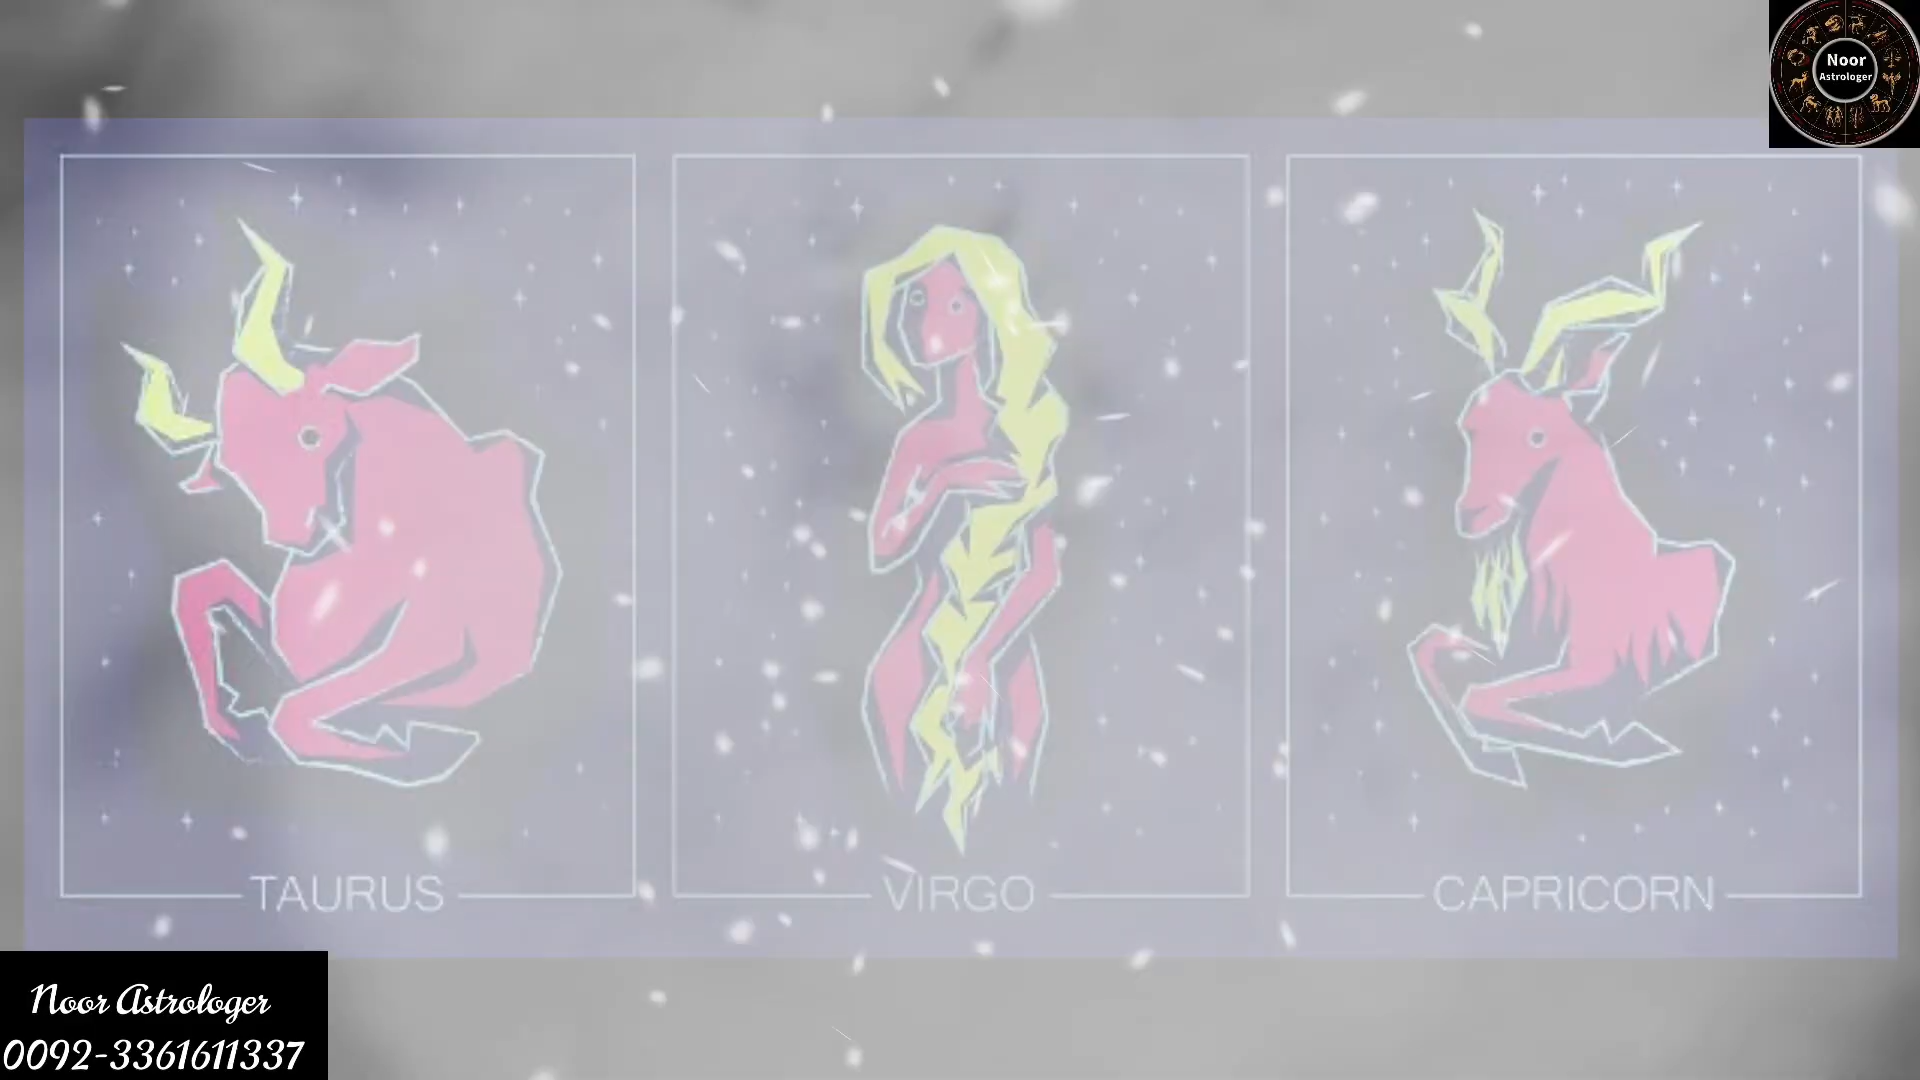 Noor
Astrologer
TAURUS
VIRGO
CAPRICORN
Noor Astrologer
0092-3361611337